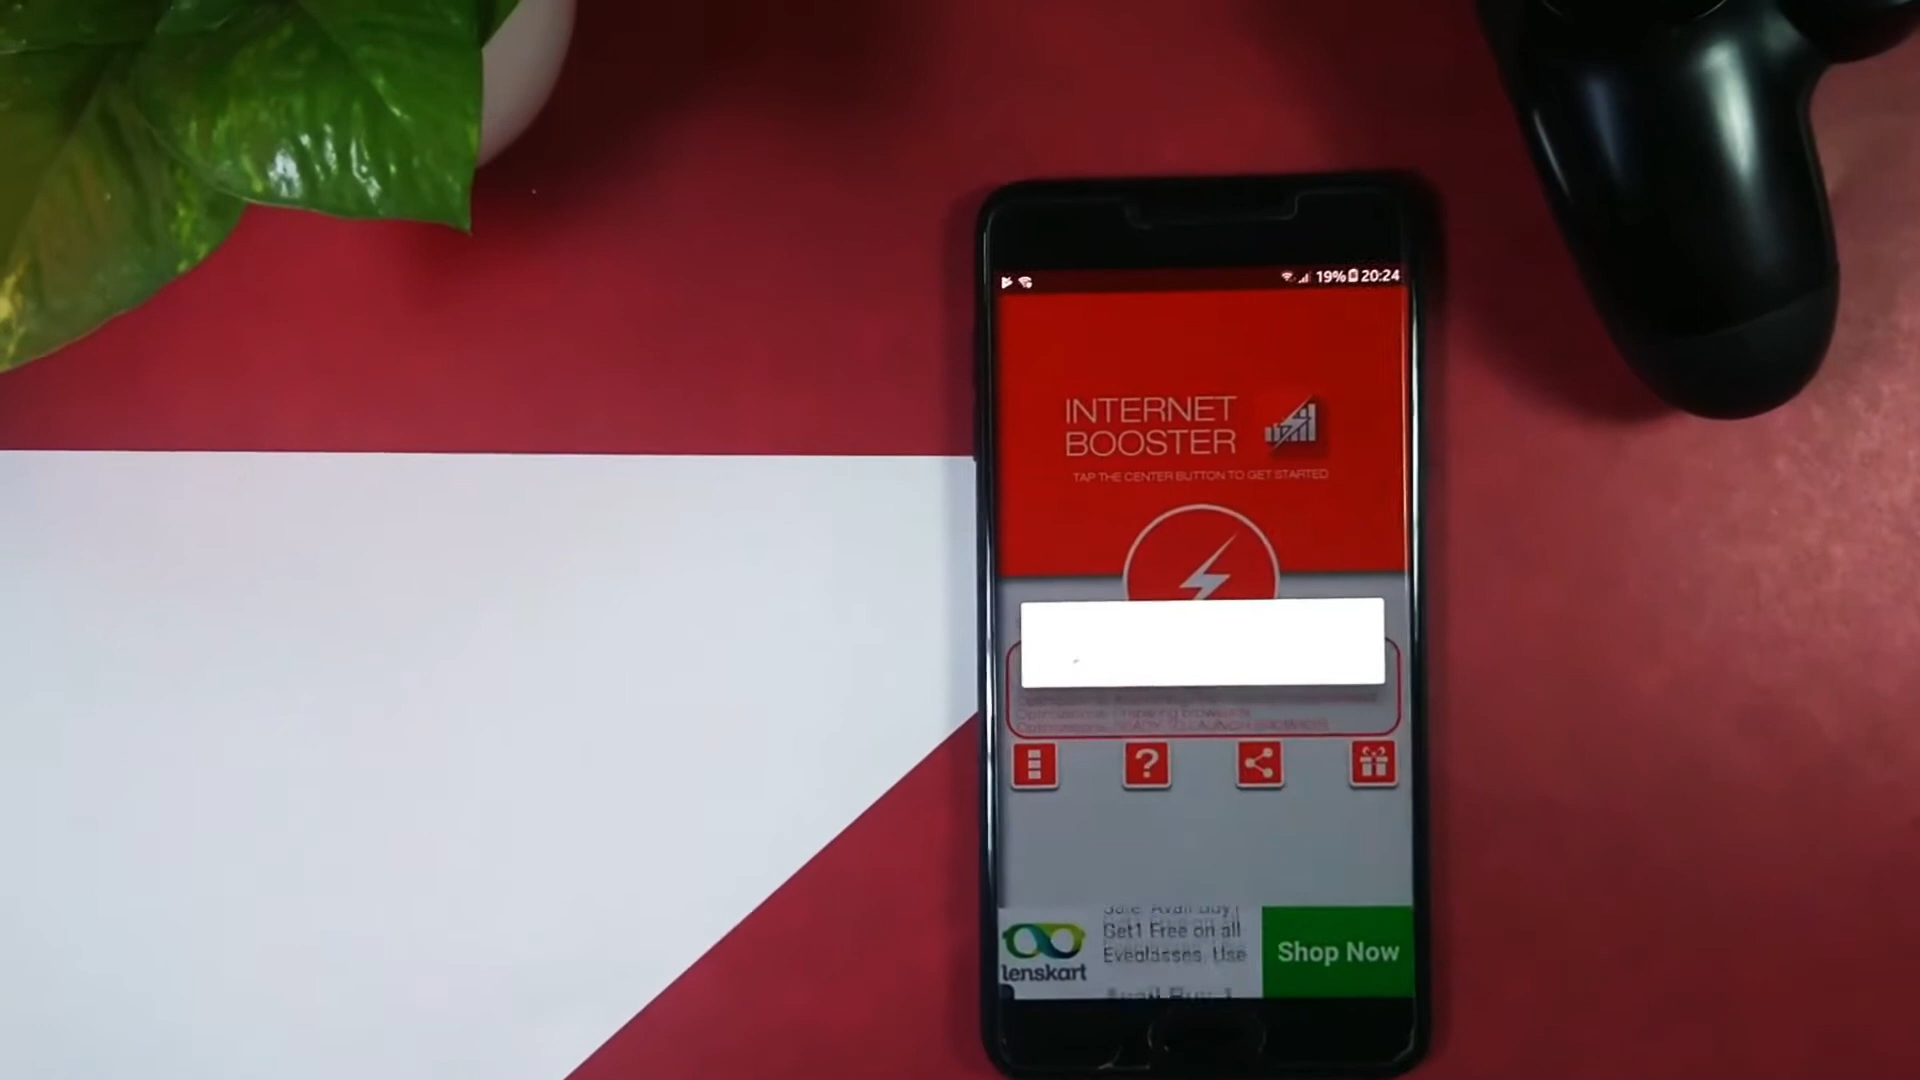 19% 20:24
INTERNET
BOOSTER
TAP THE CENTER BUTTON TO GET STARTED
?
Get1 Free on all
Eyeglasses, Use
lenskart
Shop Now